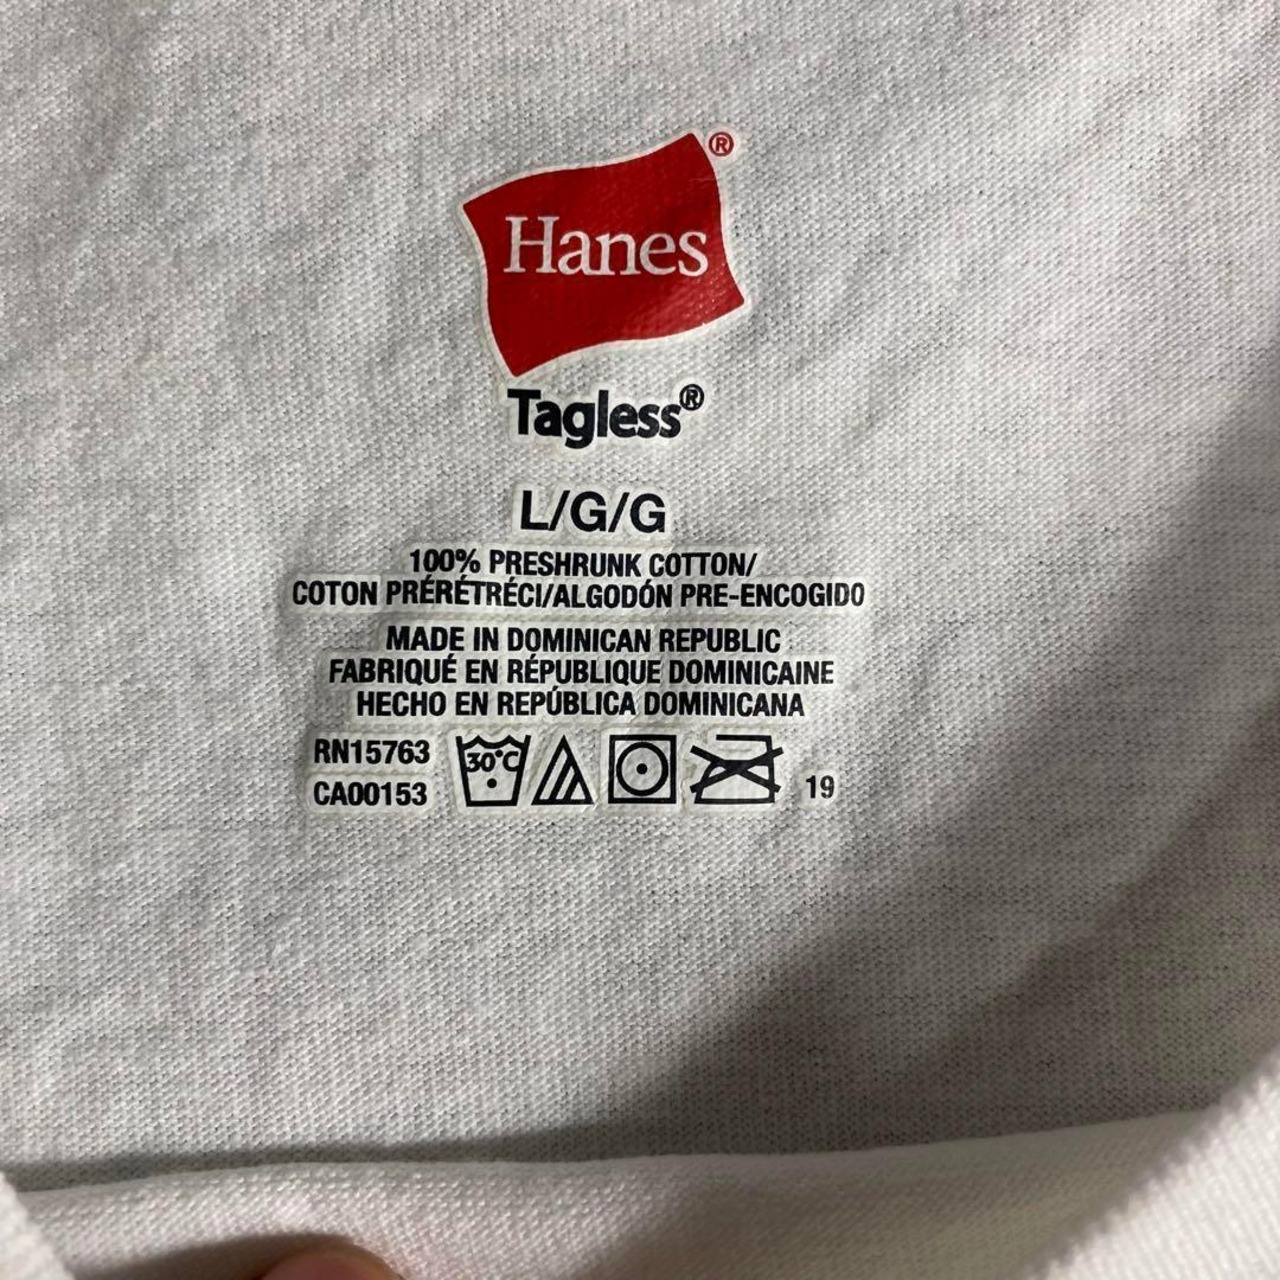 Hanes®
Tagless®
L/G/G
100% PRESHRUNK COTTON/
COTON PRÉRÉTRÉCI/ALGODÓN PRE-ENCOGIDO
MADE IN DOMINICAN REPUBLIC
FABRIQUÉ EN RÉPUBLIQUE DOMINICAINE
HECHO EN REPÚBLICA DOMINICANA
RN15763
CA00153
30°C
19